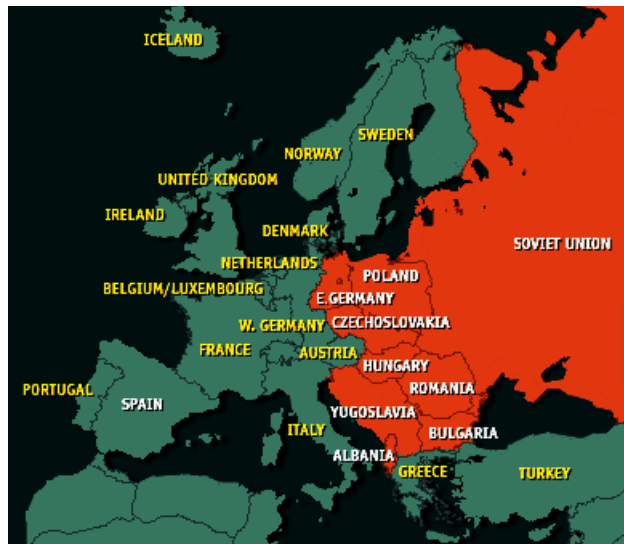 ICELAND
SWEDEN
NORWAY
UNITED KINGDOM
IRELAND
DENMARK
SOVIET UNION
NETHERLANDS
POLAND
BELGIUM/LUXEMBOURG
E.GERMANY
W. GERMANY
CZECHOSLOVAKIA
FRANCE
AUSTRIA
HUNGARY
PORTUGAL
ROMANIA
SPAIN
YUGOSLAVIA
ITALY
BULGARIA
ALBANIA
GREECE
TURKEY